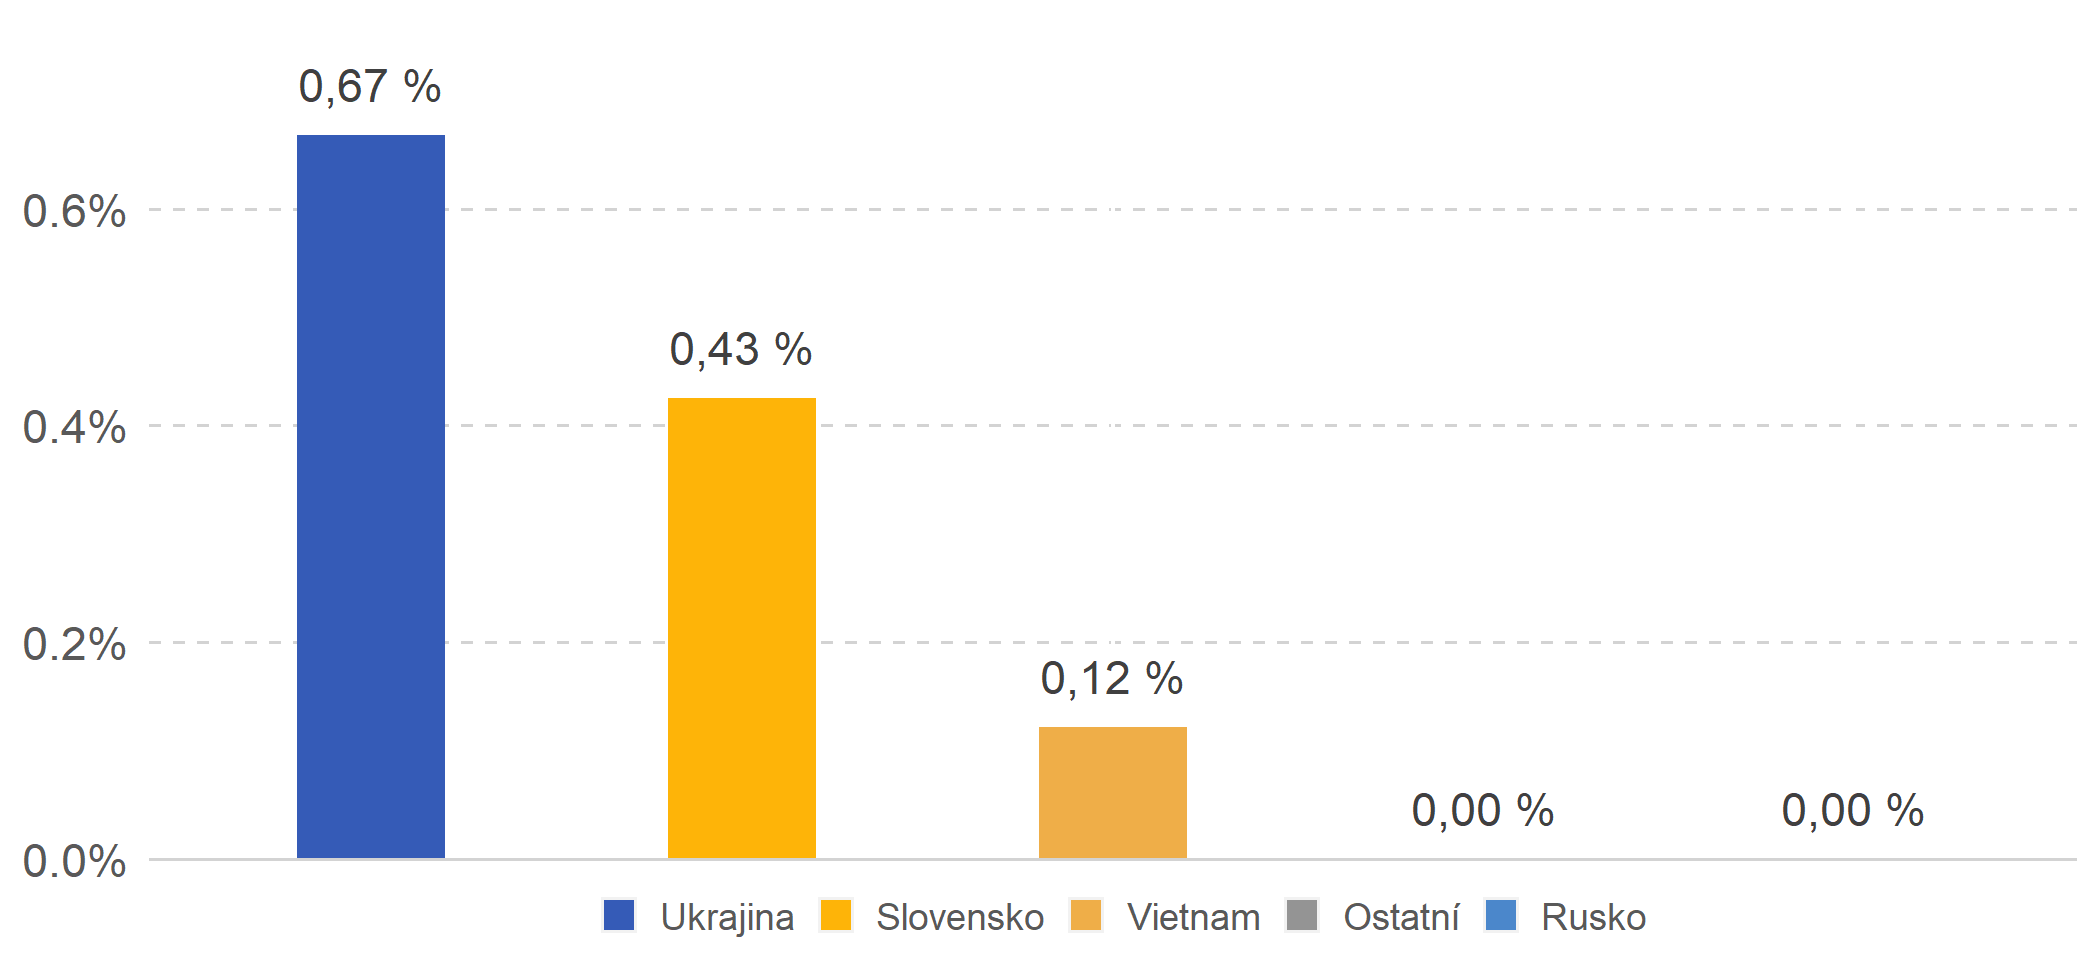 0,67 %
0.6%
0,43 %
0.4%
0.2%
0,12 %
0,00 %
0,00 %
0.0%
Ukrajina
Slovensko
Vietnam
Ostatní
Rusko